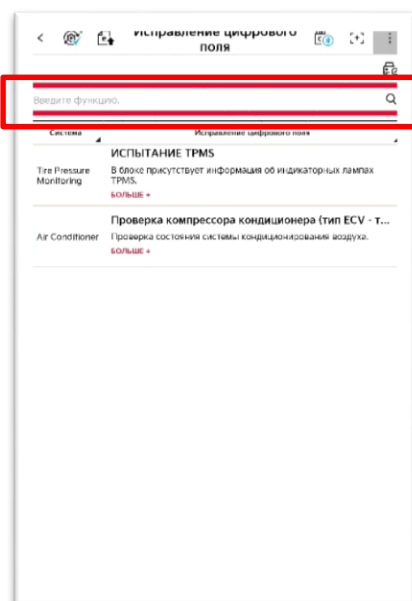 Исправление цифрового
поля
Введите функцию.
Система Исправление цифрового поля
ИСПЫТАНИЕ TPMS
Tire Pressure
Monitoring
В блоке присутствует информация об индикаторных лампах
TPMS.
БОЛЬШЕ +
Проверка компрессора кондиционера (тип ECV - т...
Air Conditioner
Проверка состояния системы кондиционирования воздуха.
БОЛЬШЕ +